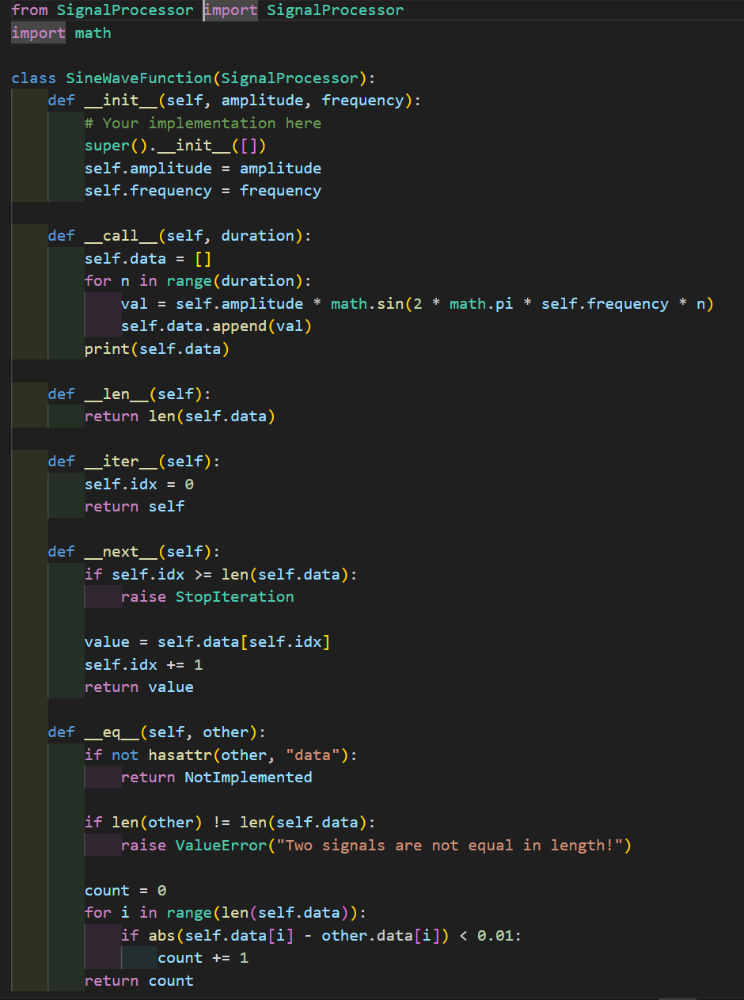 from SignalProcessor import SignalProcessor
import math
class SineWaveFunction(SignalProcessor):
def __init__(self, amplitude, frequency):
# Your implementation here
super().__init__([])
self.amplitude = amplitude
self.frequency = frequency
def __call__(self, duration):
self.data = []
for n in range(duration):
val = self.amplitude * math.sin(2 * math.pi * self.frequency * n)
self.data.append(val)
print(self.data)
def __len__(self):
return len(self.data)
def __iter__(self):
self.idx = 0
return self
def __next__(self):
if self.idx >= len(self.data):
raise StopIteration
value = self.data[self.idx]
self.idx += 1
return value
def __eq__(self, other):
if not hasattr(other, "data"):
return NotImplemented
if len(other) != len(self.data):
raise ValueError("Two signals are not equal in length!")
count = 0
for i in range(len(self.data)):
if abs(self.data[i] - other.data[i]) < 0.01:
count += 1
return count